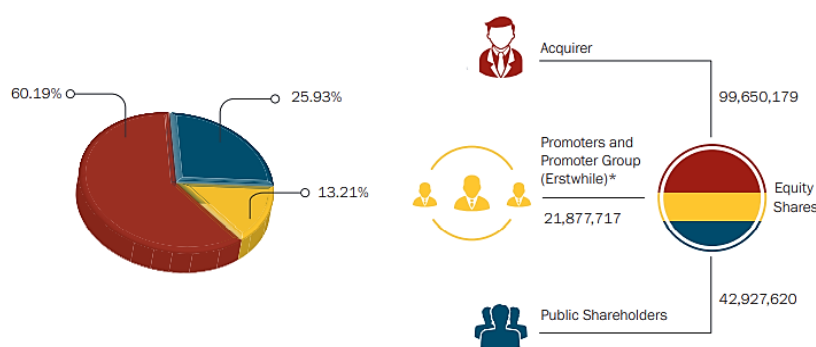 60.19%
25.93%
13.21%
Acquirer
99,650,179
Promoters and
Promoter Group
(Erstwhile)*
21,877,717
Equity
Shares
42,927,620
Public Shareholders